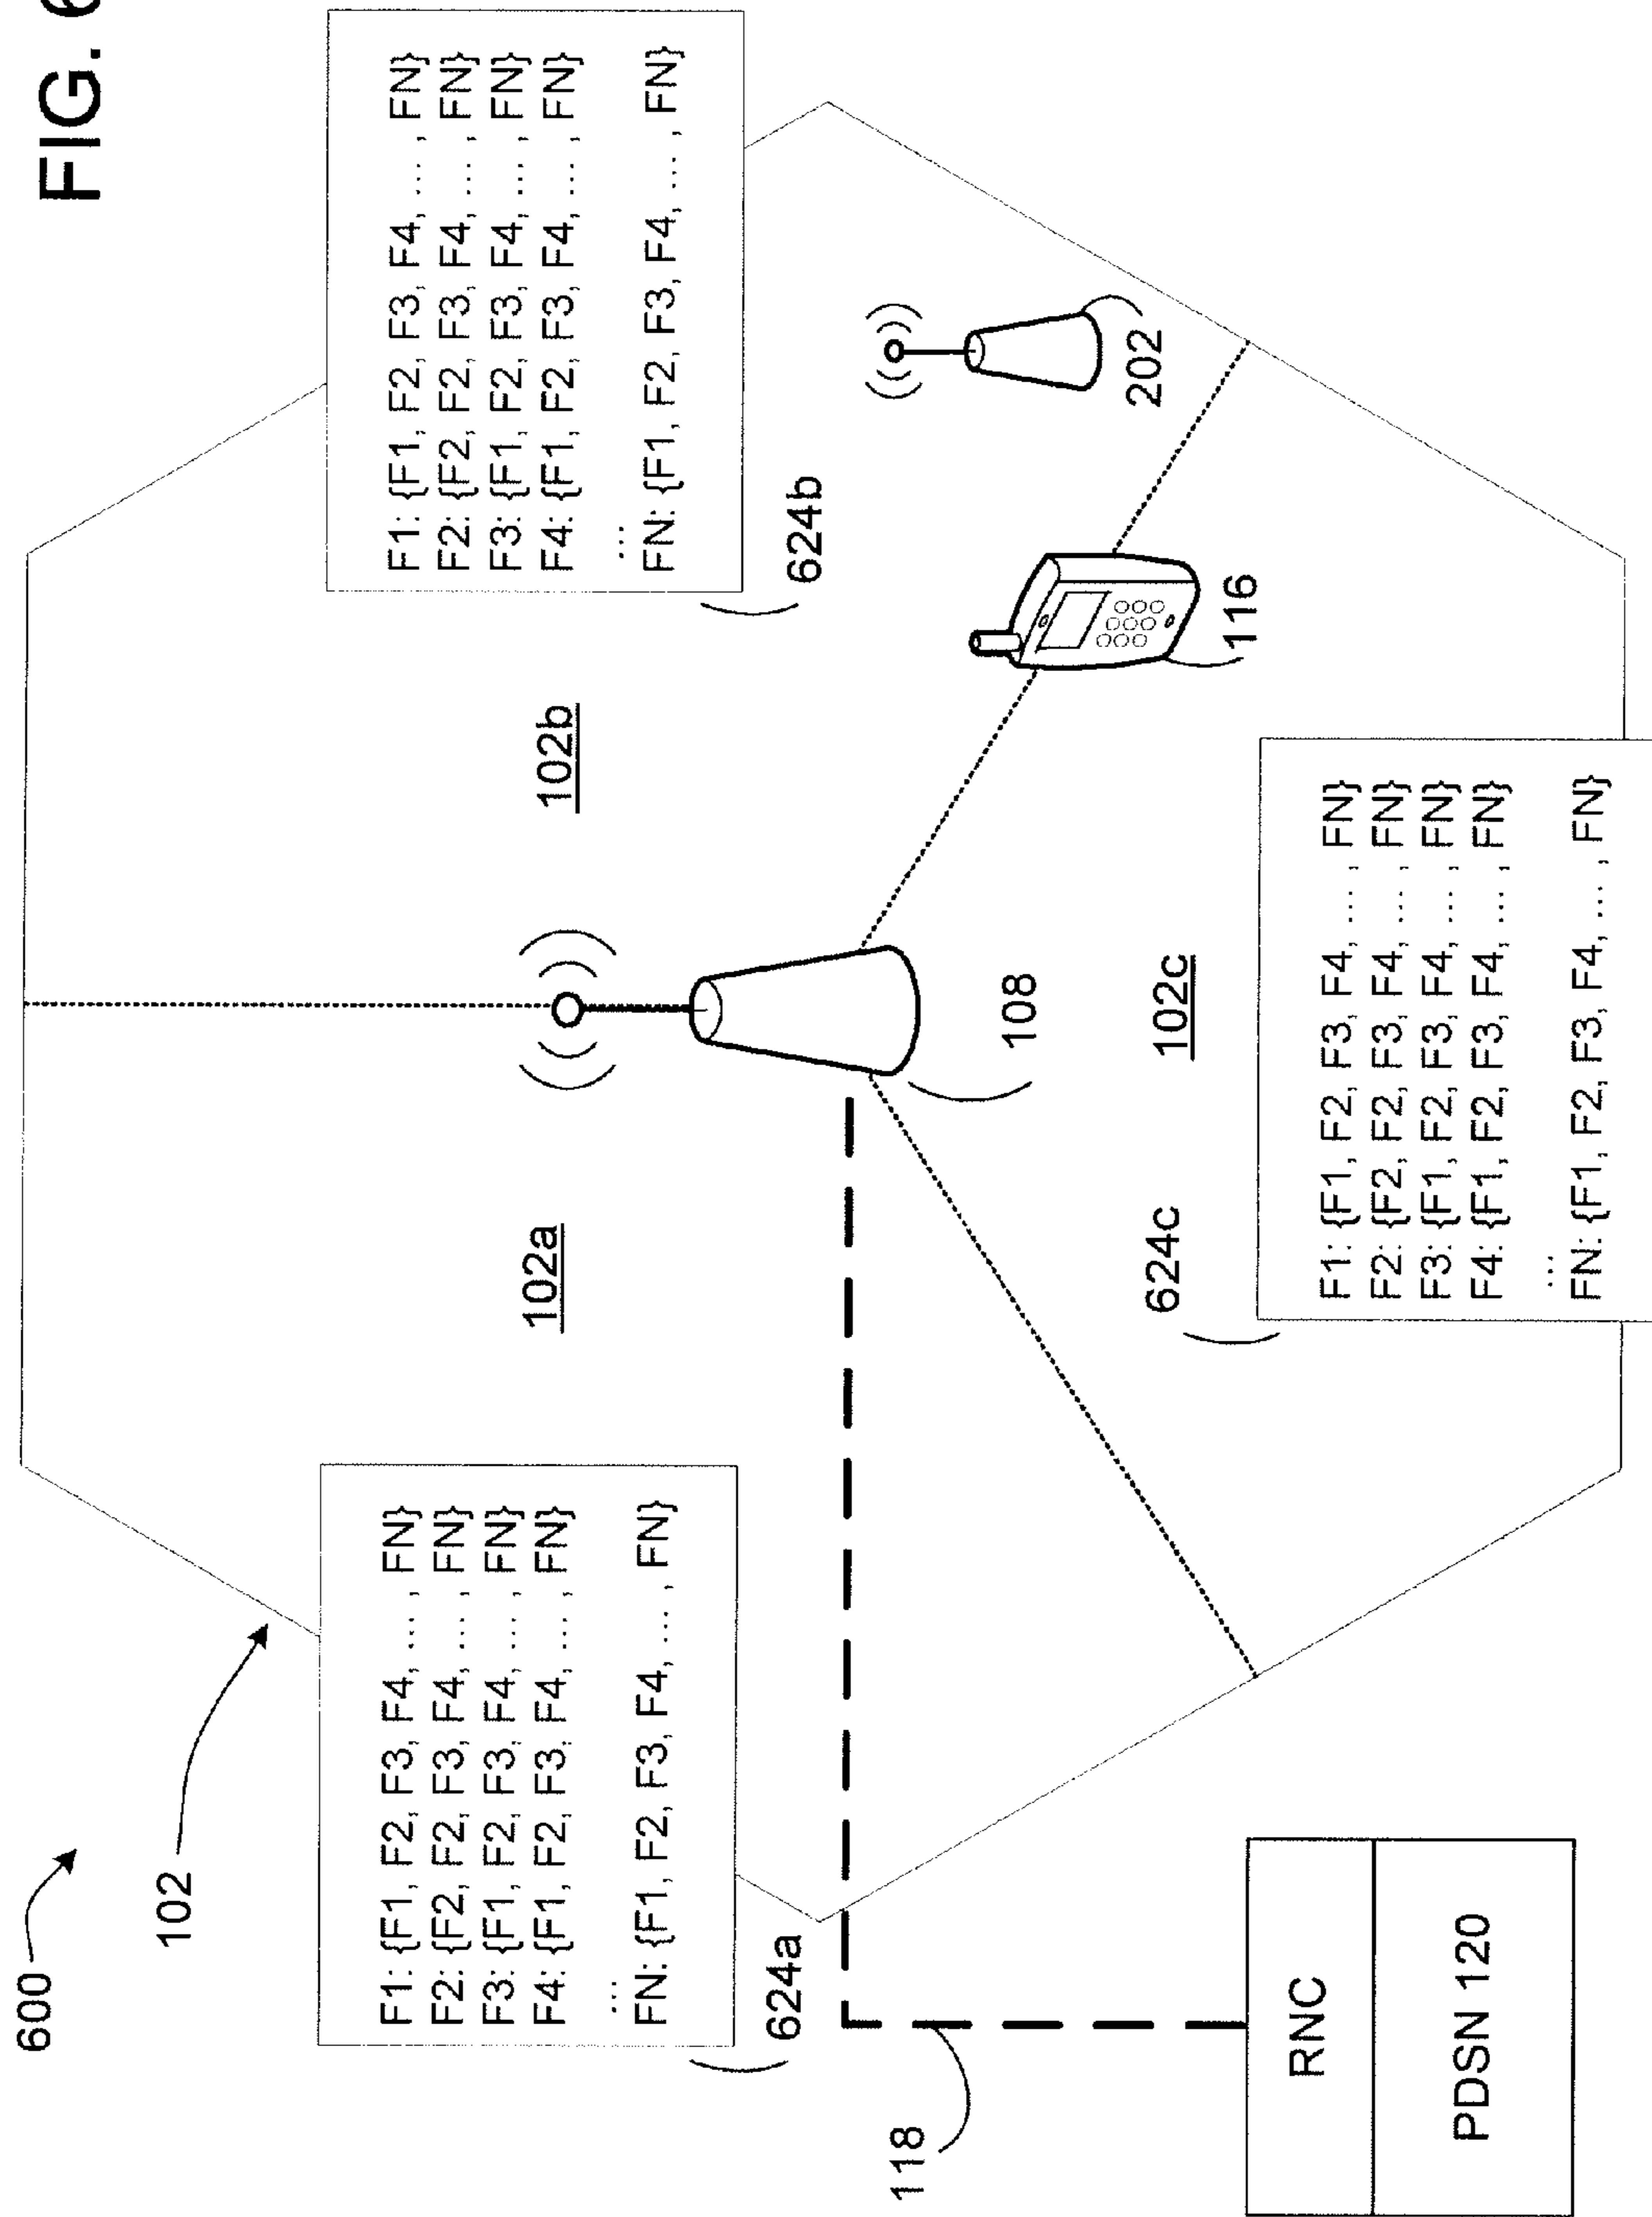 600
FIG. 6
102
F1: {F1, F2, F3, F4, ... , FN}
F2: {F2, F2, F3, F4, ... , FN}
F3: {F1, F2, F3, F4, ... , FN}
F4: {F1, F2, F3, F4, ... , FN}
...
FN: {F1, F2, F3, F4, ... , FN}
624a
F1: {F1, F2, F3, F4, ... , FN}
F2: {F2, F2, F3, F4, ... , FN}
F3: {F1, F2, F3, F4, ... , FN}
F4: {F1, F2, F3, F4, ... , FN}
...
FN: {F1, F2, F3, F4, ... , FN}
624b
102a
102b
118
108
202
116
624c
102c
F1: {F1, F2, F3, F4, ... , FN}
F2: {F2, F2, F3, F4, ... , FN}
F3: {F1, F2, F3, F4, ... , FN}
F4: {F1, F2, F3, F4, ... , FN}
...
FN: {F1, F2, F3, F4, ... , FN}
RNC
PDSN 120